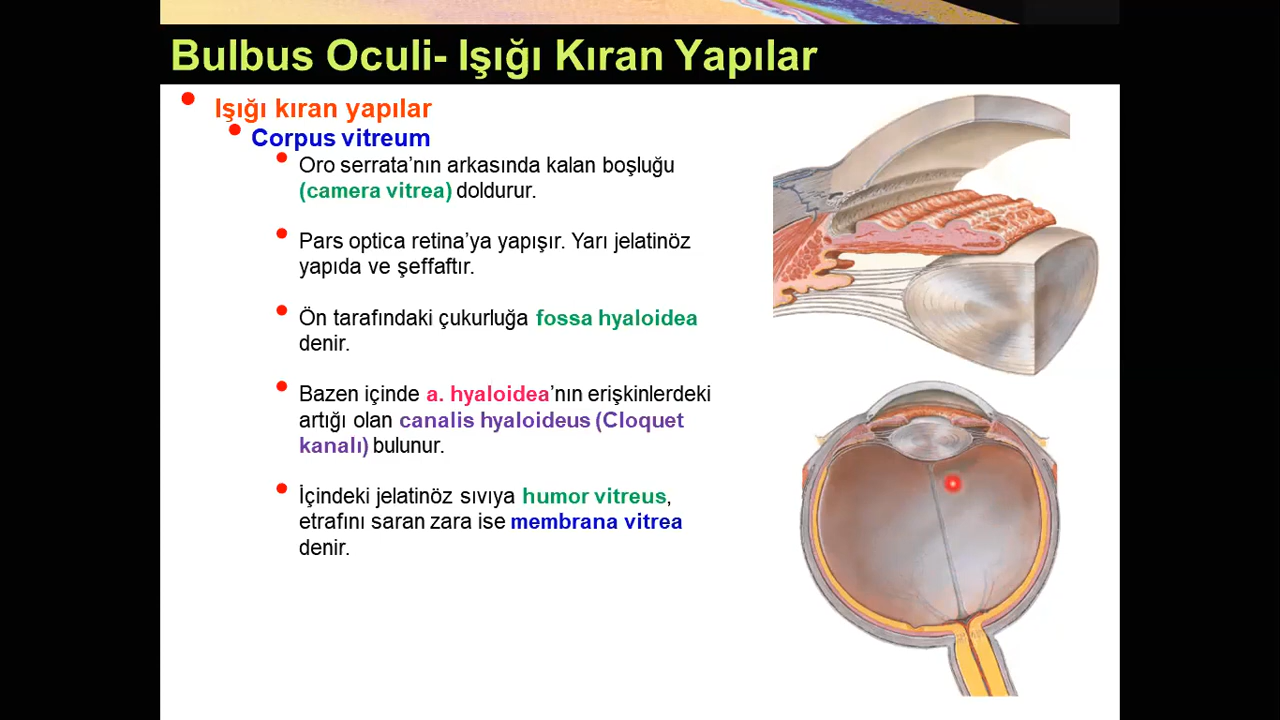 Bulbus Oculi- Işığı Kıran Yapılar
Işığı kıran yapılar
Corpus vitreum
Oro serrata’nın arkasında kalan boşluğu
(camera vitrea) doldurur.
Pars optica retina’ya yapışır. Yarı jelatinöz
yapıda ve şeffaftır.
Ön tarafındaki çukurluğa fossa hyaloidea
denir.
Bazen içinde a. hyaloidea’nın erişkinlerdeki
artığı olan canalis hyaloideus (Cloquet
kanalı) bulunur.
İçindeki jelatinöz sıvıya humor vitreus,
etrafını saran zara ise membrana vitrea
denir.